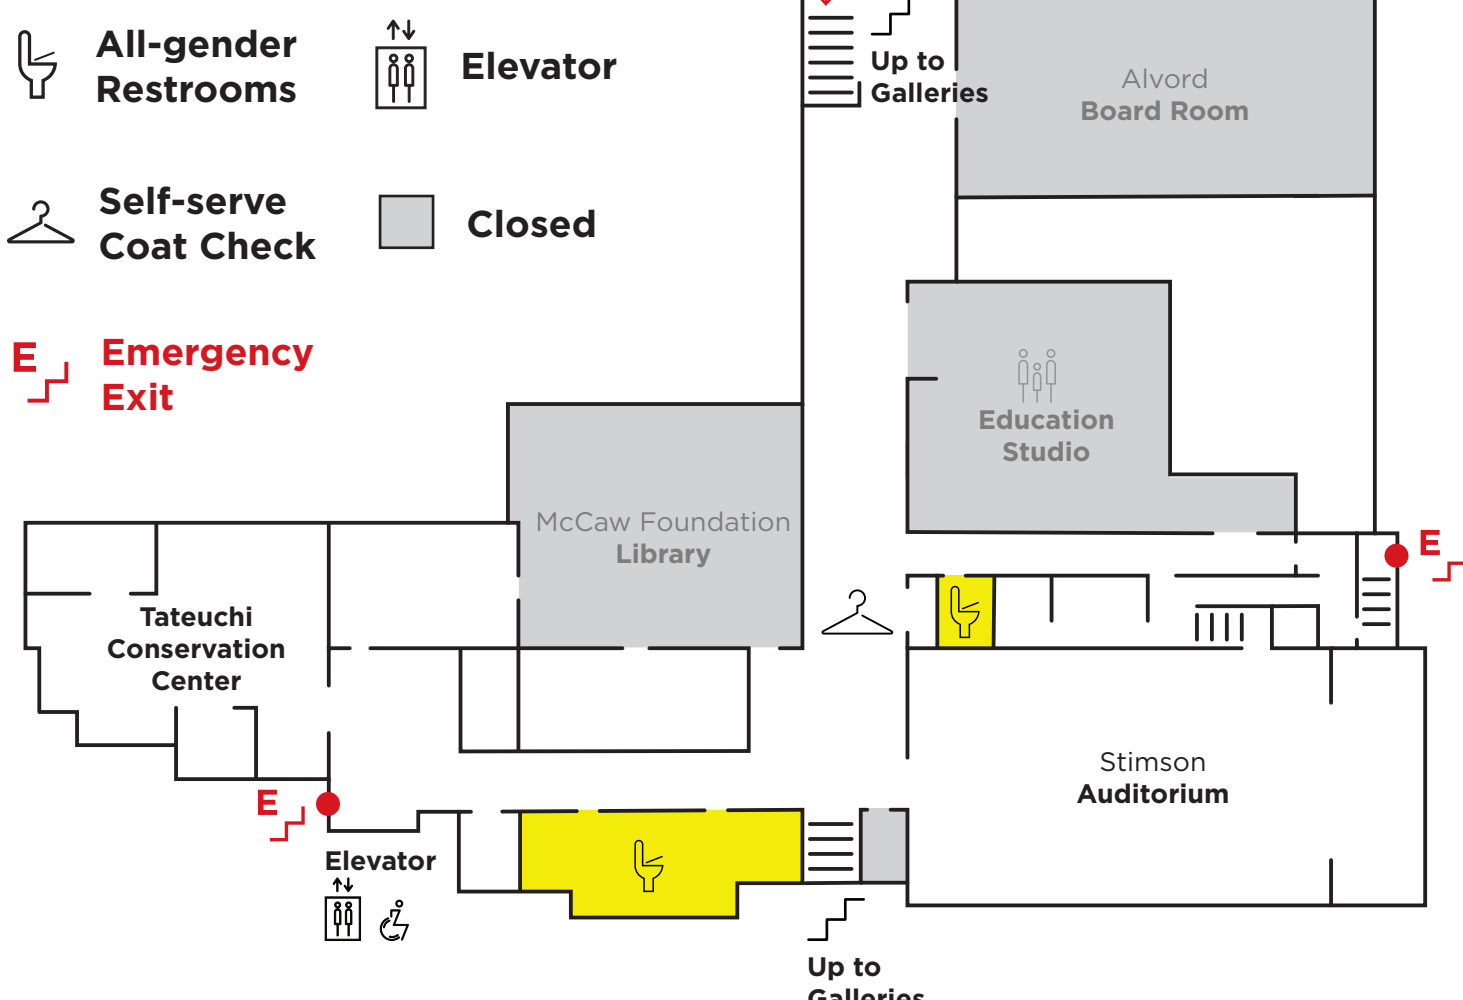 All-gender
Restrooms
Elevator
Self-serve
Coat Check
Closed
E
Emergency
Exit
Up to
Galleries
Alvord
Board Room
Education
Studio
McCaw Foundation
Library
E
Tateuchi
Conservation
Center
Stimson
Auditorium
E
Elevator
Up to
Galleries